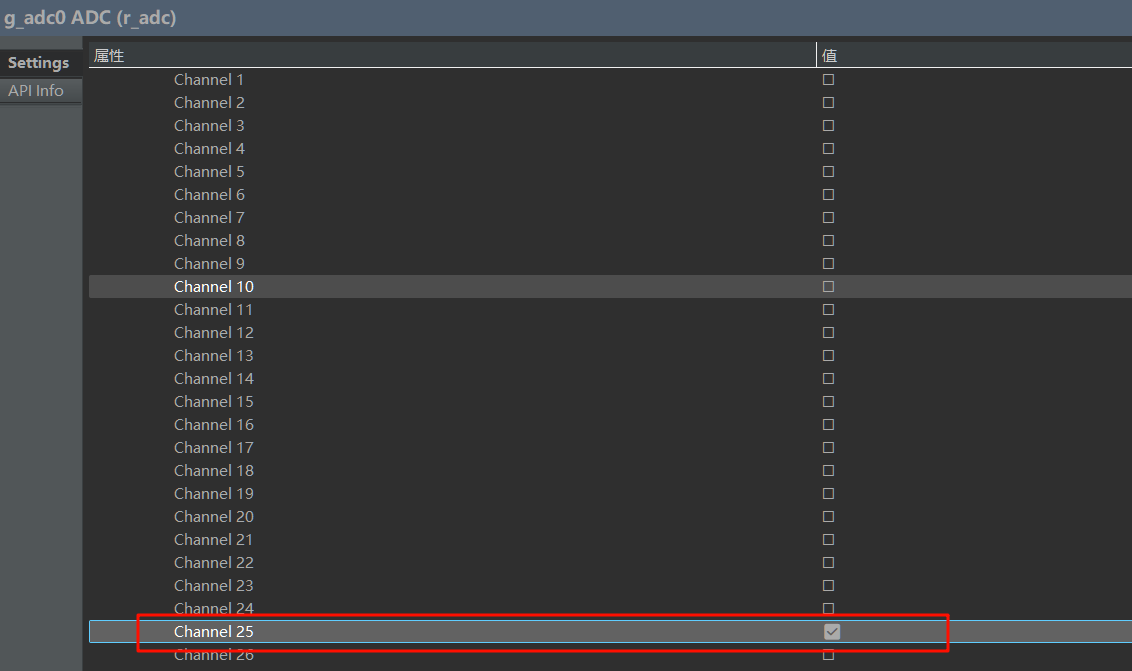 g_adc0 ADC (r_adc)
Settings
API Info
属性 值
Channel 1
Channel 2
Channel 3
Channel 4
Channel 5
Channel 6
Channel 7
Channel 8
Channel 9
Channel 10
Channel 11
Channel 12
Channel 13
Channel 14
Channel 15
Channel 16
Channel 17
Channel 18
Channel 19
Channel 20
Channel 21
Channel 22
Channel 23
Channel 24
Channel 25
Channel 26